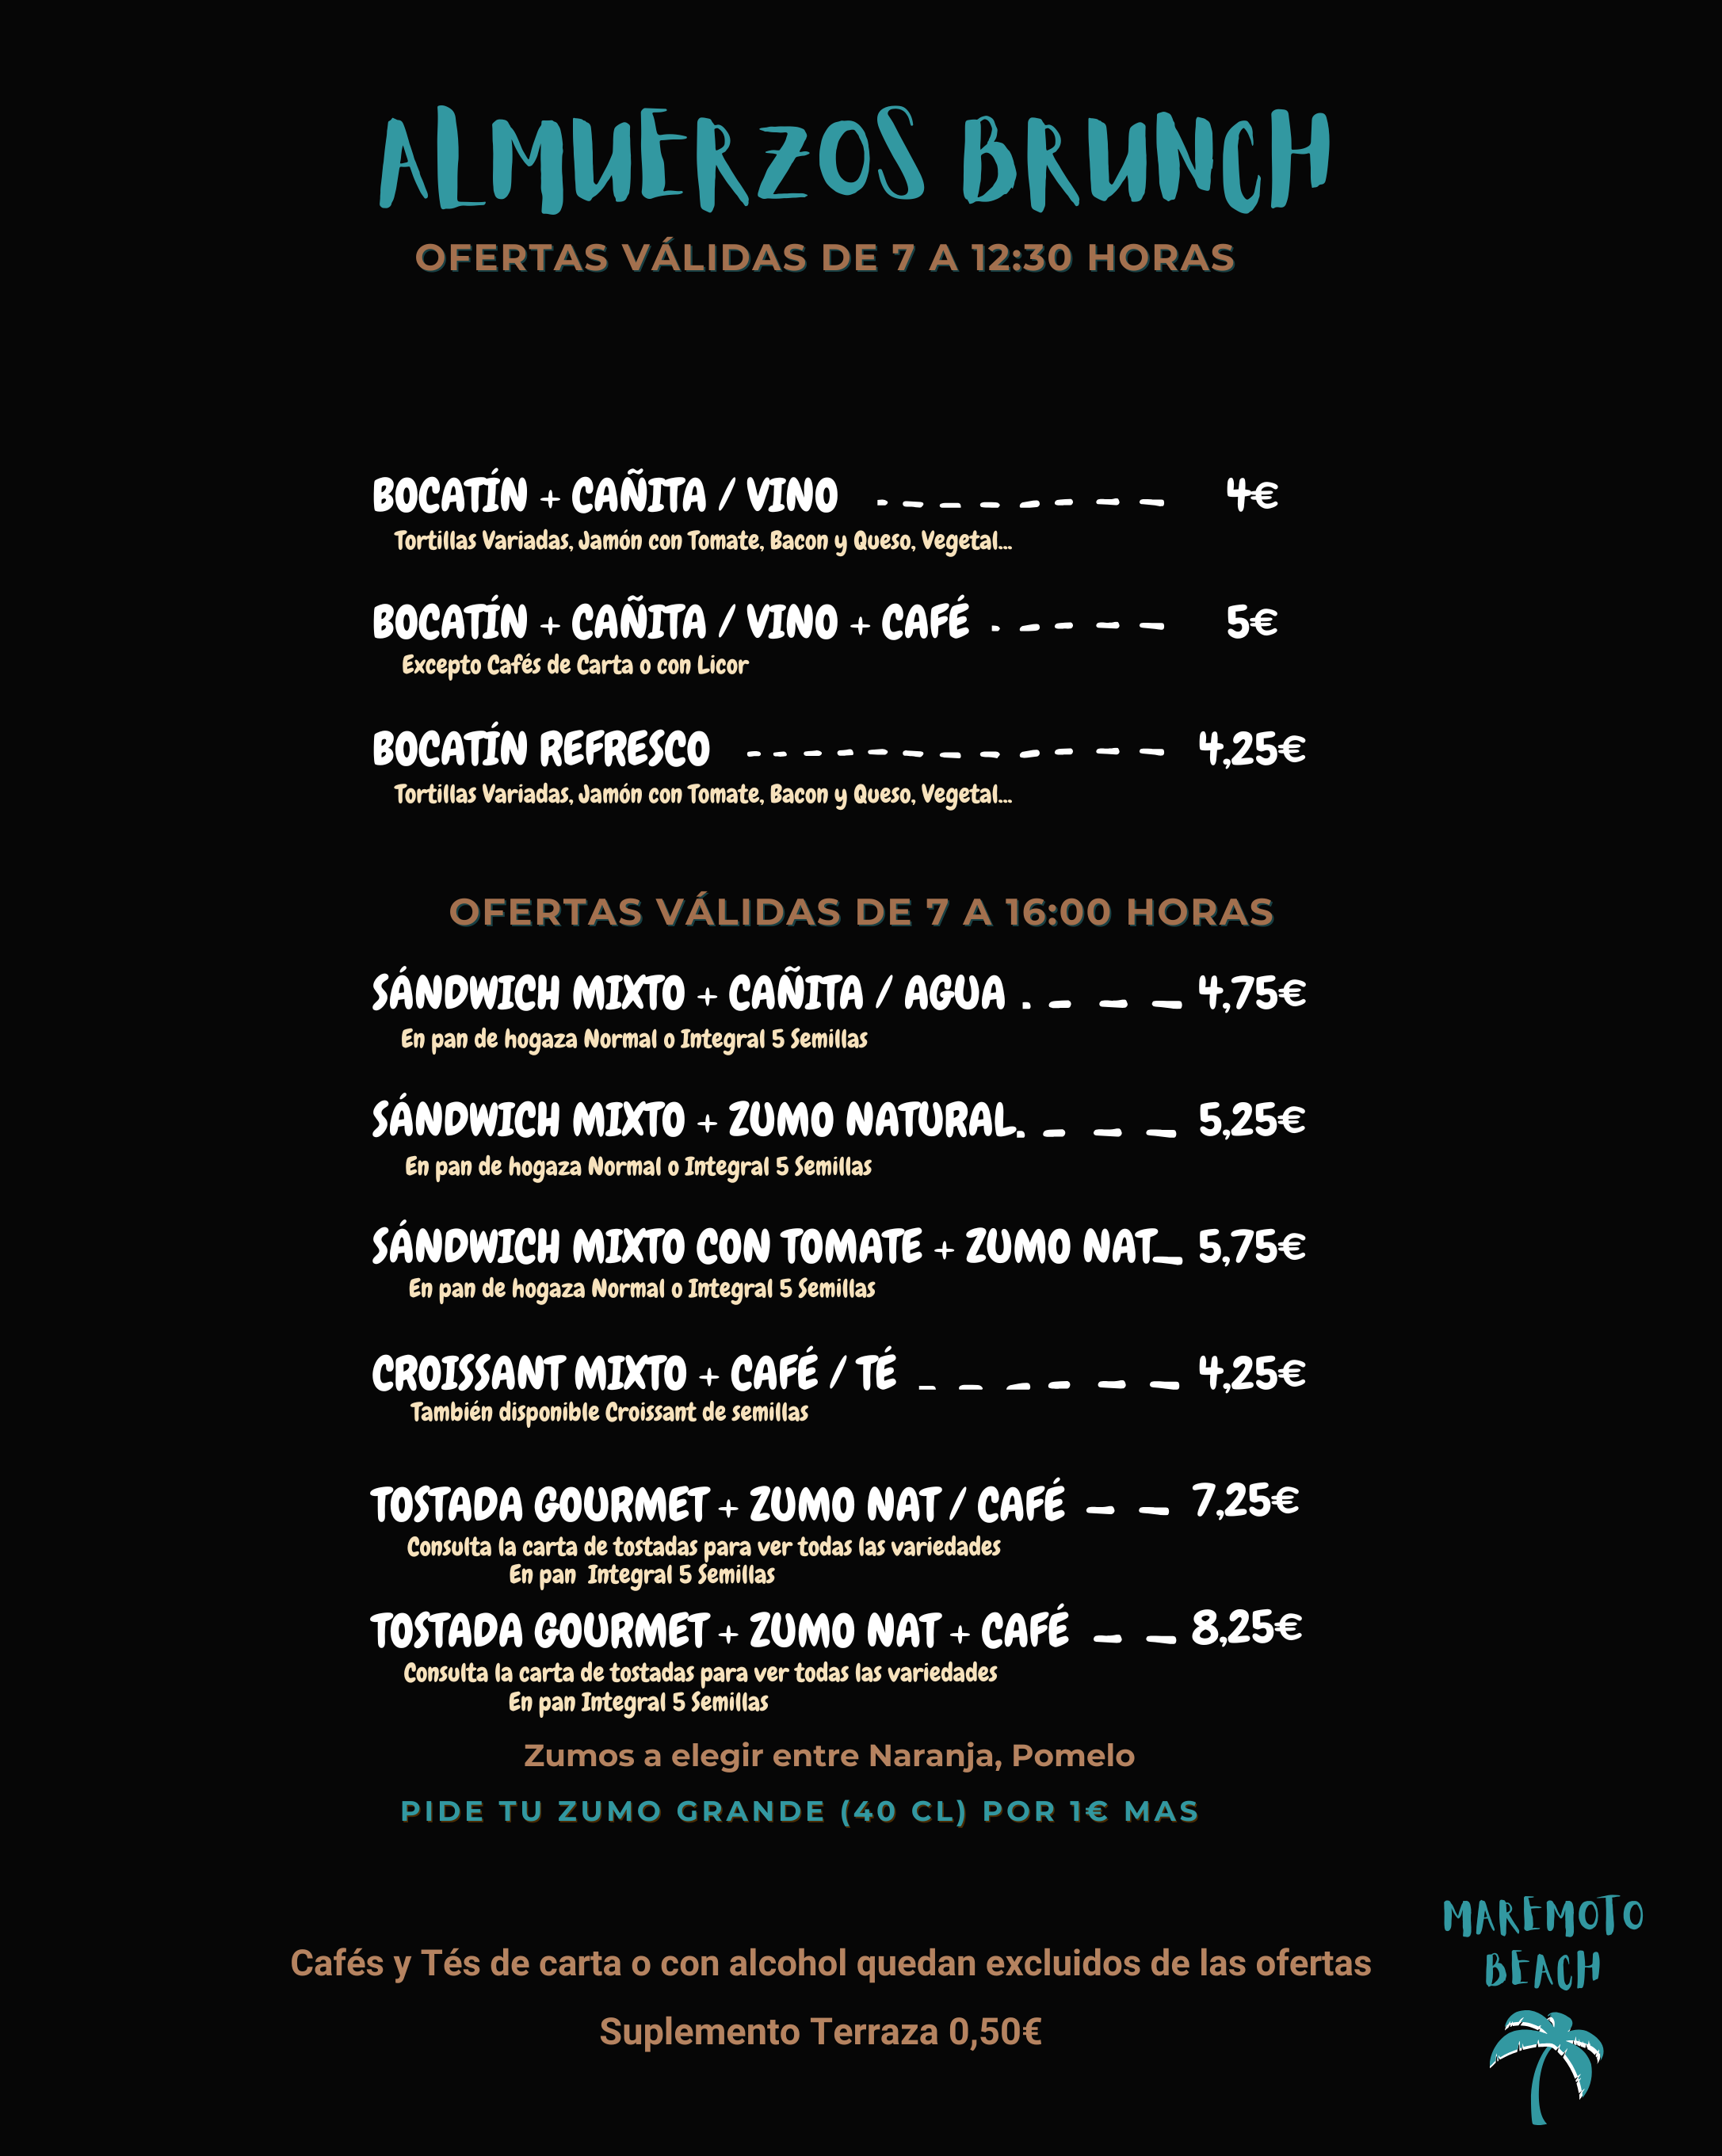 ALMUERZOS BRUNCH
OFERTAS VÁLIDAS DE 7 A 12:30 HORAS
BOCATÍN + CAÑITA / VINO 4€
Tortillas Variadas, Jamón con Tomate, Bacon y Queso, Vegetal...
BOCATÍN + CAÑITA / VINO + CAFÉ 5€
Excepto Cafés de Carta o con Licor
BOCATÍN REFRESCO 4,25€
Tortillas Variadas, Jamón con Tomate, Bacon y Queso, Vegetal...
OFERTAS VÁLIDAS DE 7 A 16:00 HORAS
SÁNDWICH MIXTO + CAÑITA / AGUA 4,75€
En pan de hogaza Normal o Integral 5 Semillas
SÁNDWICH MIXTO + ZUMO NATURAL 5,25€
En pan de hogaza Normal o Integral 5 Semillas
SÁNDWICH MIXTO CON TOMATE + ZUMO NAT 5,75€
En pan de hogaza Normal o Integral 5 Semillas
CROISSANT MIXTO + CAFÉ / TÉ 4,25€
También disponible Croissant de semillas
TOSTADA GOURMET + ZUMO NAT / CAFÉ 7,25€
Consulta la carta de tostadas para ver todas las variedades
En pan Integral 5 Semillas
TOSTADA GOURMET + ZUMO NAT + CAFÉ 8,25€
Consulta la carta de tostadas para ver todas las variedades
En pan Integral 5 Semillas
Zumos a elegir entre Naranja, Pomelo
PIDE TU ZUMO GRANDE (40 CL) POR 1€ MAS
Cafés y Tés de carta o con alcohol quedan excluidos de las ofertas
Suplemento Terraza 0,50€
MAREMOTO
BEACH